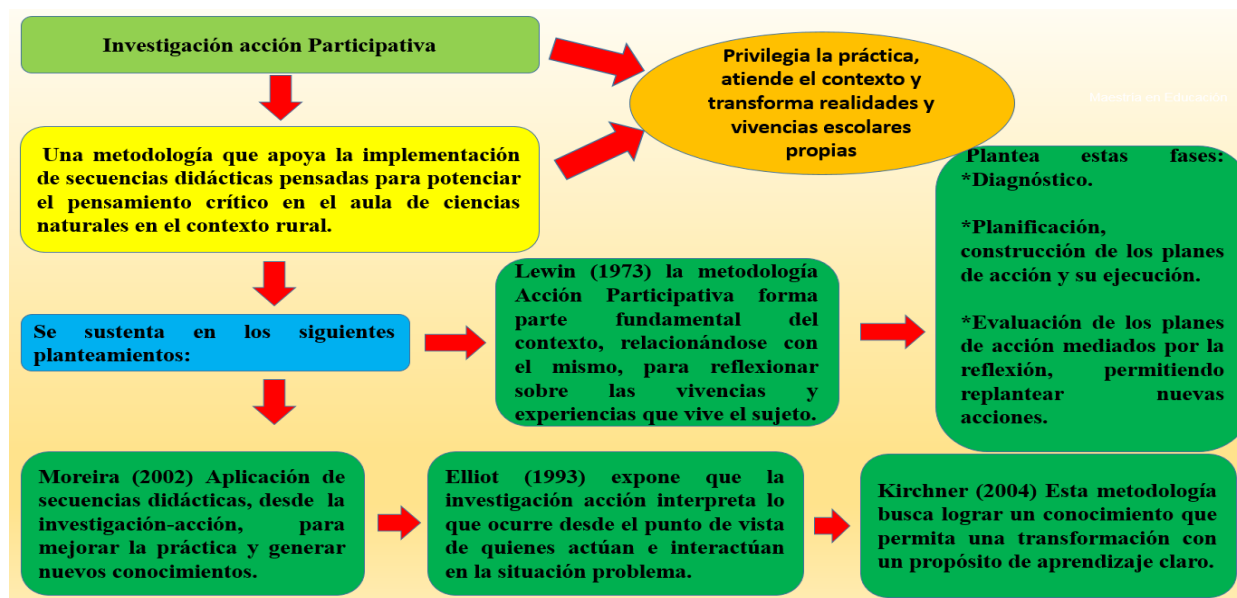 Investigación acción Participativa
Privilegia la práctica,
atiende el contexto y
transforma realidades y
vivencias escolares
propias
Maestría en Educación
Una metodología que apoya la implementación
de secuencias didácticas pensadas para potenciar
el pensamiento crítico en el aula de ciencias
naturales en el contexto rural.
Se sustenta en los siguientes
planteamientos:
Lewin (1973) la metodología
Acción Participativa forma
parte fundamental del
contexto, relacionándose con
el mismo, para reflexionar
sobre las vivencias y
experiencias que vive el sujeto.
Plantea estas fases:
*Diagnóstico.
*Planificación,
construcción de los planes
de acción y su ejecución.
*Evaluación de los planes
de acción mediados por la
reflexión, permitiendo
replantear nuevas
acciones.
Moreira (2002) Aplicación de
secuencias didácticas, desde la
investigación-acción, para
mejorar la práctica y generar
nuevos conocimientos.
Elliot (1993) expone que la
investigación acción interpreta lo
que ocurre desde el punto de vista
de quienes actúan e interactúan
en la situación problema.
Kirchner (2004) Esta metodología
busca lograr un conocimiento que
permita una transformación con
un propósito de aprendizaje claro.